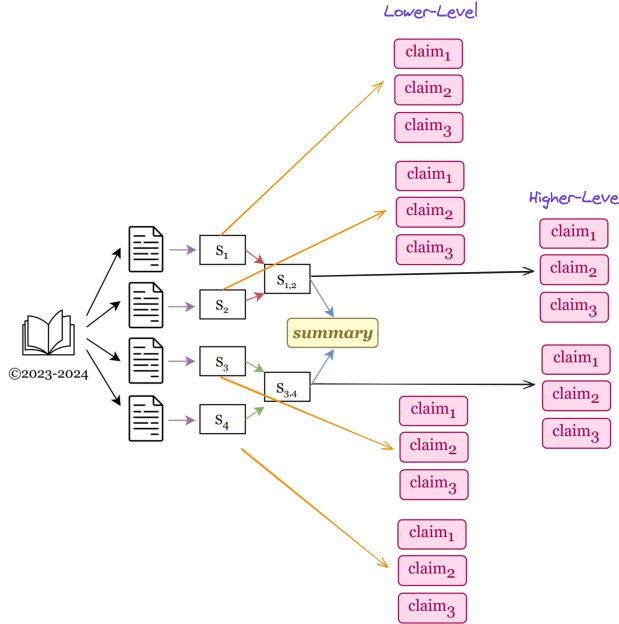 Lower-Level
claim1
claim2
claim3
claim1
claim2
claim3
Higher-Leve
claim1
claim2
claim3
S1
S2
S1,2
summary
©2023-2024
S3
S4
S3,4
claim1
claim2
claim3
claim1
claim2
claim3
claim1
claim2
claim3